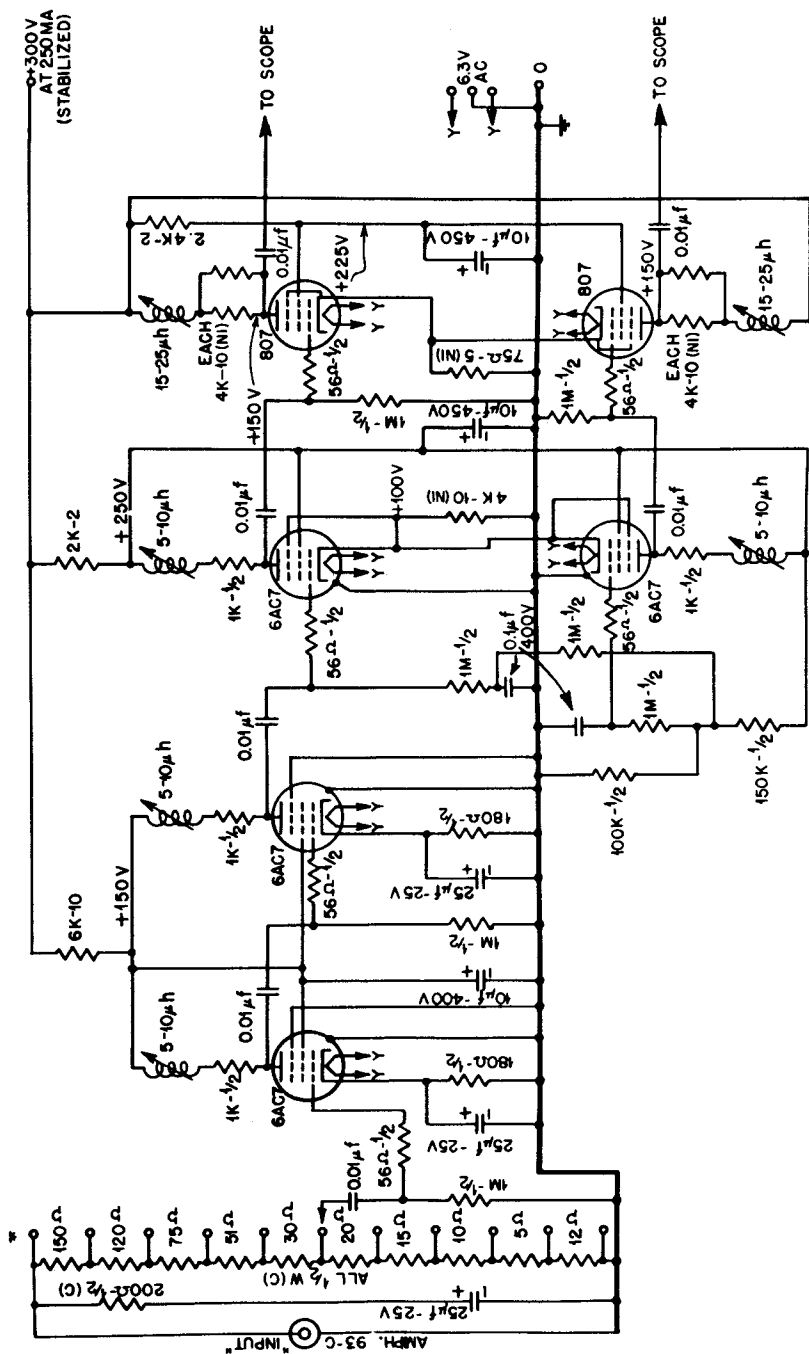 +300V
AT 250 MA
(STABILIZED)
6K-10
2K-2
2.4K-2
+150V
+250V
5-10µh
5-10µh
5-10µh
15-25µh
EACH
4K-10 (NI)
TO SCOPE
1K-½
1K-½
1K-½
0.01µf
0.01µf
0.01µf
0.01µf
+150V
6AC7
6AC7
6AC7
807
+225V
Y
Y
Y
Y
Y
Y
Y
Y
56Ω-½
56Ω-½
56Ω-½
56Ω-½
*
150Ω
120Ω
75Ω
51Ω
30Ω
20Ω
15Ω
10Ω
5Ω
12Ω
ALL ½ W (C)
200Ω-½ (C)
25µf-25V
AMPH. 93-C
"INPUT"
0.01µf
1M-½
25µf-25V
180Ω-½
10µf-400V
1M-½
25µf-25V
180Ω-½
1M-½
0.1µf
400V
+100V
4K-10 (NI)
10µf-450V
1M-½
75Ω-5 (NI)
10µf-450V
6.3V
AC
Y
Y
0
1M-½
1M-½
56Ω-½
100K-½
150K-½
Y
Y
6AC7
1K-½
5-10µh
0.01µf
1M-½
56Ω-½
Y
Y
807
+150V
0.01µf
TO SCOPE
EACH
4K-10 (NI)
15-25µh